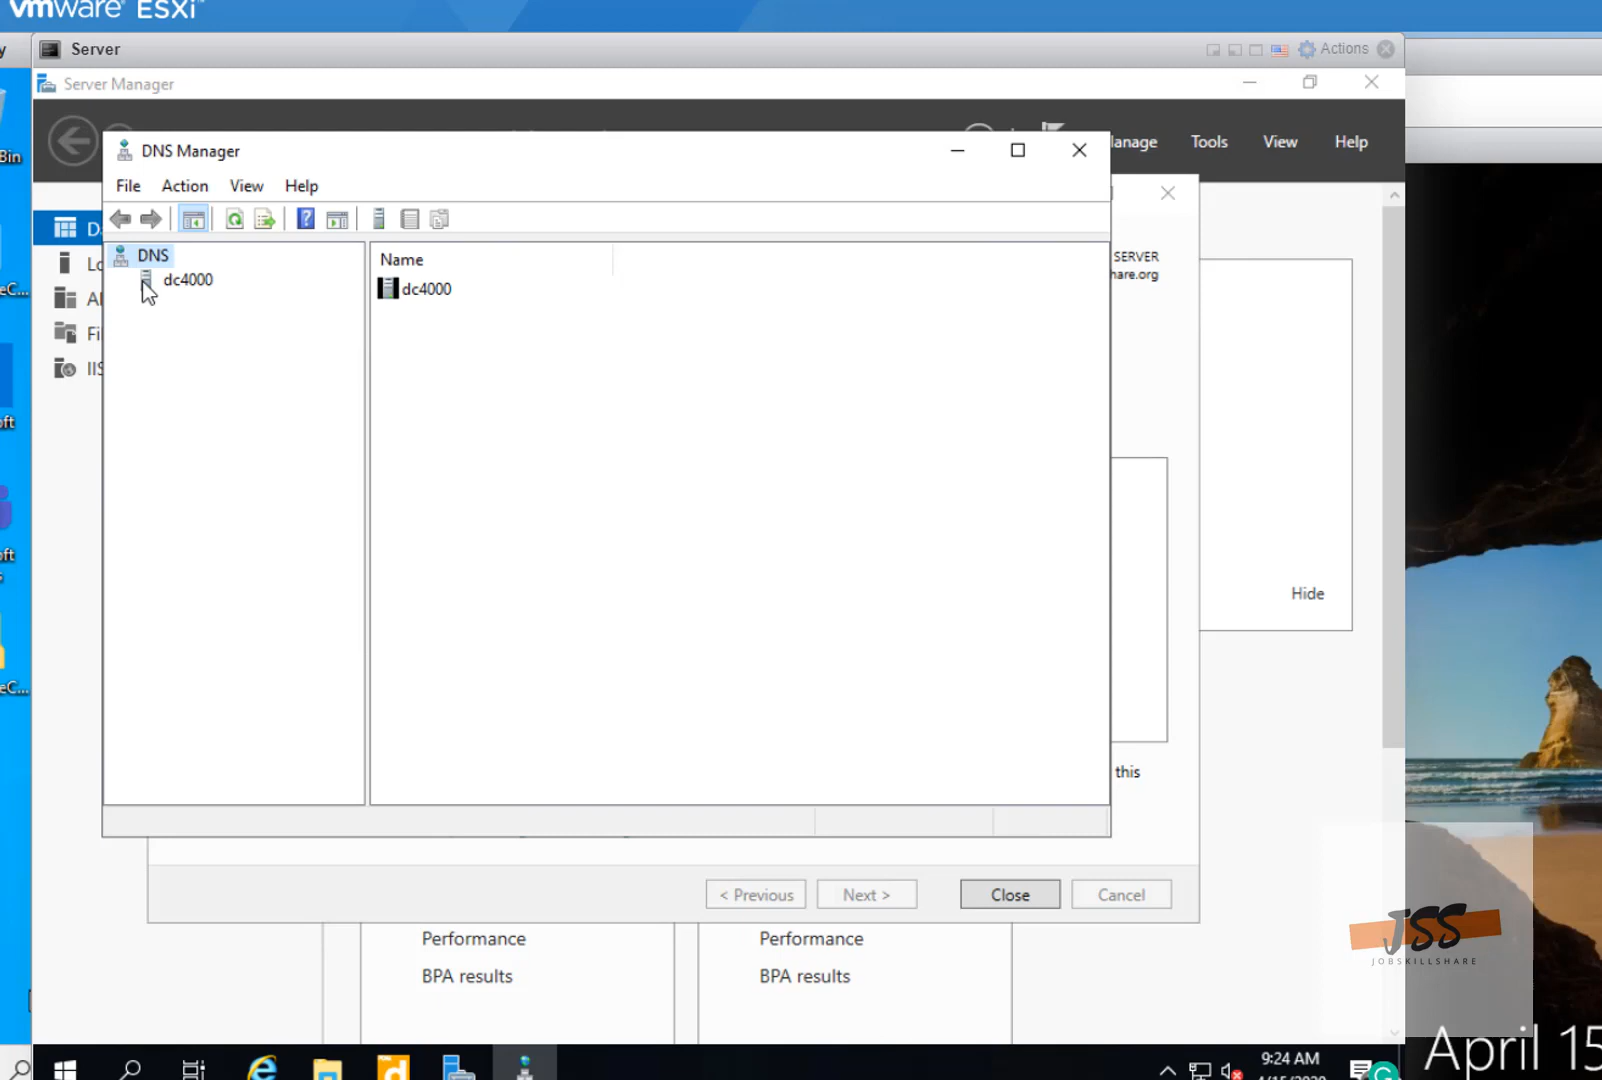 vmware ESXi
Server
Actions
Server Manager
Manage
Tools
View
Help
DNS Manager
File
Action
View
Help
DNS
dc4000
Name
dc4000
SERVER
hare.org
Bin
Hide
this
< Previous
Next >
Close
Cancel
Performance
BPA results
Performance
BPA results
JSS
JOBSKILLSHARE
9:24 AM
April 15